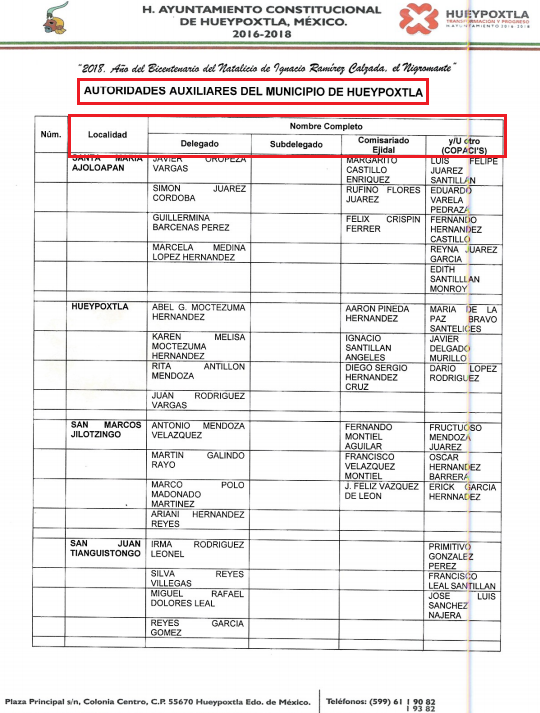 H. AYUNTAMIENTO CONSTITUCIONAL
DE HUEYPOXTLA, MÉXICO.
2016-2018
HUEYPOXTLA
TRANSFORMACIÓN Y PROGRESO
H. AYUNTAMIENTO 2016-2018
"2018. Año del Bicentenario del Natalicio de Ignacio Ramírez Calzada, el Nigromante"
AUTORIDADES AUXILIARES DEL MUNICIPIO DE HUEYPOXTLA
Núm. Localidad Nombre Completo
Delegado Subdelegado Comisariado Ejidal y/U otro (COPACI'S)
SANTA MARIA AJOLOAPAN JAVIER OROPEZA VARGAS MARGARITO CASTILLO ENRIQUEZ LUIS FELIPE JUAREZ SANTILLAN
SIMON JUAREZ CORDOBA RUFINO FLORES JUAREZ EDUARDO VARELA PEDRAZA
GUILLERMINA BARCENAS PEREZ FELIX CRISPIN FERRER FERNANDO HERNANDEZ CASTILLO
MARCELA MEDINA LOPEZ HERNANDEZ REYNA JUAREZ GARCIA
EDITH SANTILLLAN MONROY
HUEYPOXTLA ABEL G. MOCTEZUMA HERNANDEZ AARON PINEDA HERNANDEZ MARIA DE LA PAZ BRAVO SANTELICES
KAREN MELISA MOCTEZUMA HERNANDEZ IGNACIO SANTILLAN ANGELES JAVIER DELGADO MURILLO
RITA ANTILLON MENDOZA DIEGO SERGIO HERNANDEZ CRUZ DARIO LOPEZ RODRIGUEZ
JUAN RODRIGUEZ VARGAS
SAN MARCOS JILOTZINGO ANTONIO MENDOZA VELAZQUEZ FERNANDO MONTIEL AGUILAR FRUCTUOSO MENDOZA JUAREZ
MARTIN GALINDO RAYO FRANCISCO VELAZQUEZ MONTIEL OSCAR HERNANDEZ BARRERA
MARCO POLO MADONADO MARTINEZ J. FELIZ VAZQUEZ DE LEON ERICK GARCIA HERNNADEZ
ARIANI HERNANDEZ REYES
SAN JUAN TIANGUISTONGO IRMA RODRIGUEZ LEONEL PRIMITIVO GONZALEZ PEREZ
SILVA REYES VILLEGAS FRANCISCO LEAL SANTILLAN
MIGUEL RAFAEL DOLORES LEAL JOSE LUIS SANCHEZ NAJERA
REYES GARCIA GOMEZ
Plaza Principal s/n, Colonia Centro, C.P. 55670 Hueypoxtla Edo. de México. Teléfonos: (599) 61 1 90 82
1 93 82